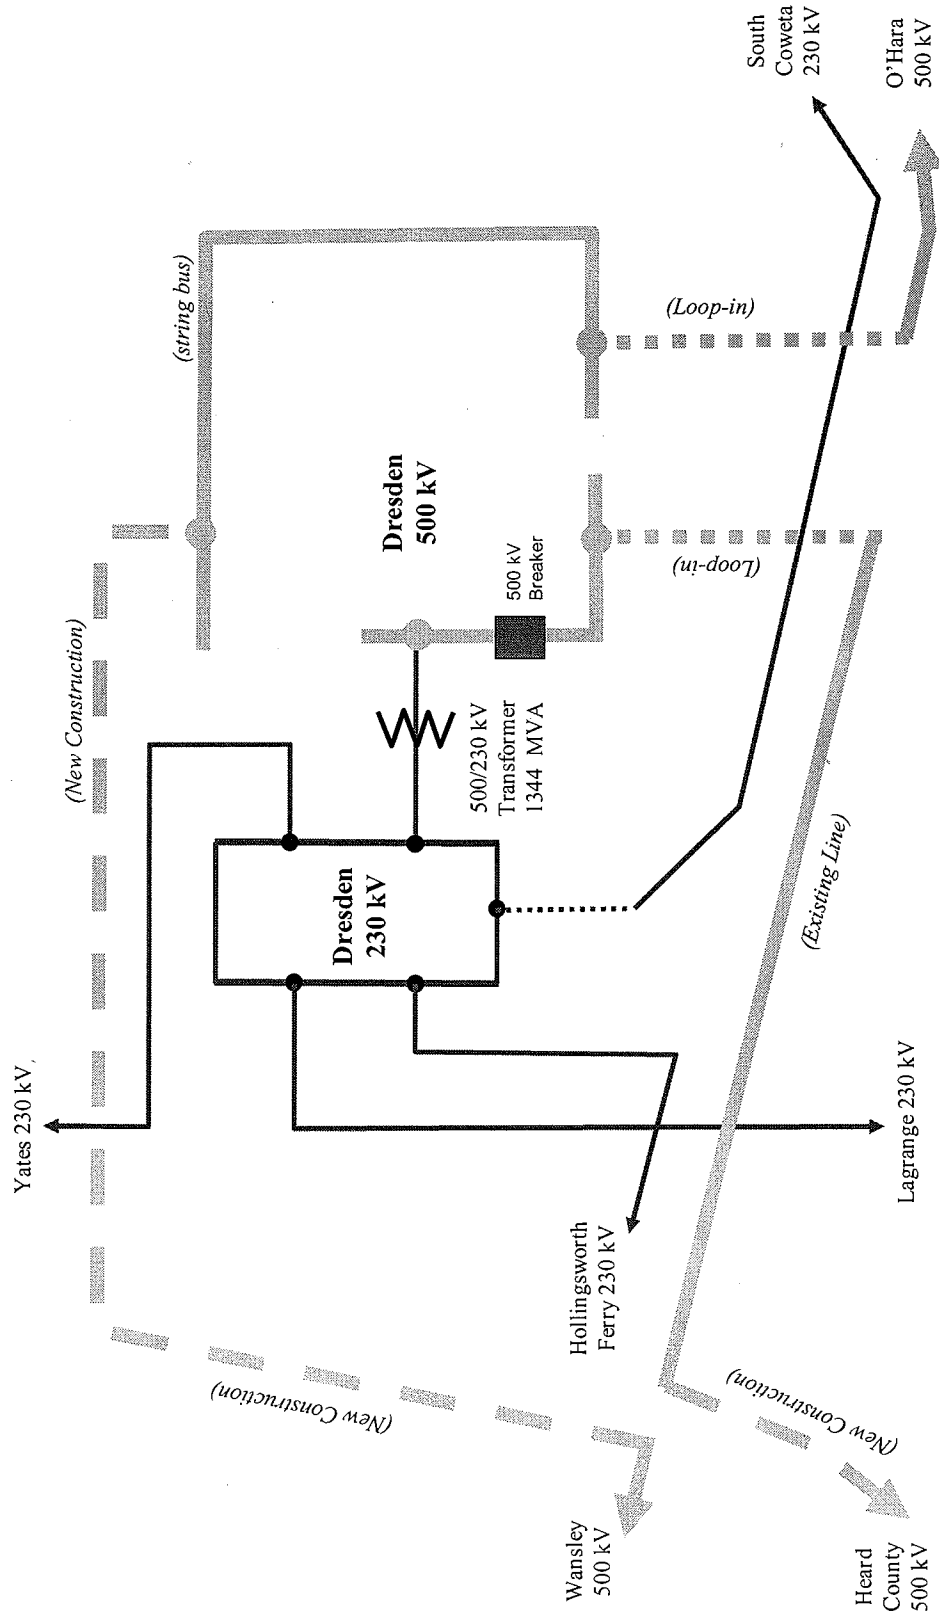 Yates 230 kV
(New Construction)
(string bus)
South
Coweta
230 kV
O'Hara
500 kV
Dresden
500 kV
(Loop-in)
500 kV
Breaker
(Loop-in)
500/230 kV
Transformer
1344 MVA
Dresden
230 kV
(Existing Line)
Hollingsworth
Ferry 230 kV
Lagrange 230 kV
(New Construction)
(New Construction)
Wansley
500 kV
Heard
County
500 kV